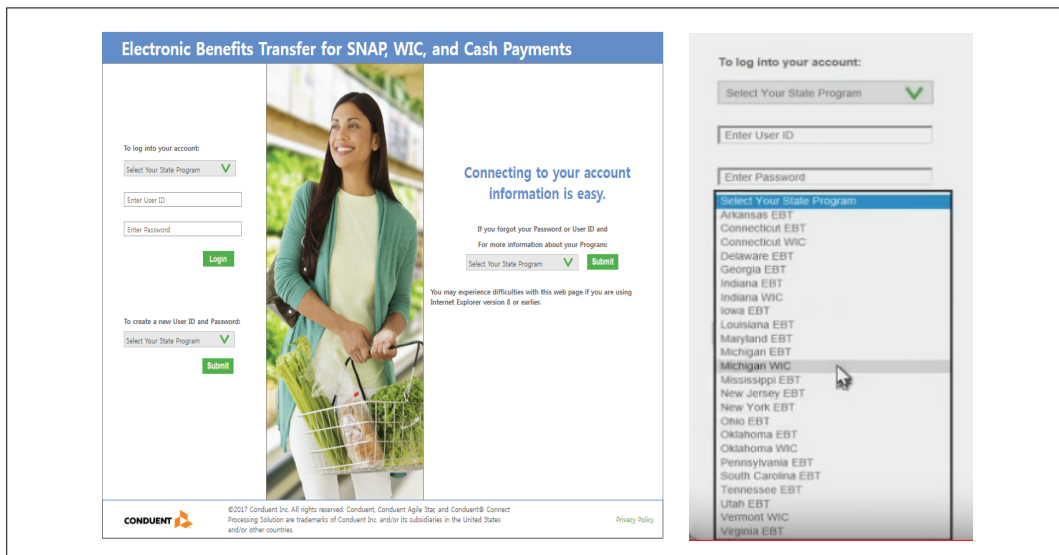 Electronic Benefits Transfer for SNAP, WIC, and Cash Payments
To log into your account:
Select Your State Program
Enter User ID
Enter Password
Login
To create a new User ID and Password:
Select Your State Program
Submit
Connecting to your account
information is easy.
If you forgot your Password or User ID and
For more information about your Program:
Select Your State Program
Submit
You may experience difficulties with this web page if you are using
Internet Explorer version 8 or earlier.
CONDUENT
©2017 Conduent Inc. All rights reserved. Conduent, Conduent Agile Star, and Conduent® Connect
Processing Solution are trademarks of Conduent Inc. and/or its subsidiaries in the United States
and/or other countries.
Privacy Policy
To log into your account:
Select Your State Program
Enter User ID
Enter Password
Select Your State Program
Arkansas EBT
Connecticut EBT
Connecticut WIC
Delaware EBT
Georgia EBT
Indiana EBT
Indiana WIC
Iowa EBT
Louisiana EBT
Maryland EBT
Michigan EBT
Michigan WIC
Mississippi EBT
New Jersey EBT
New York EBT
Ohio EBT
Oklahoma EBT
Oklahoma WIC
Pennsylvania EBT
South Carolina EBT
Tennessee EBT
Utah EBT
Vermont WIC
Virginia EBT